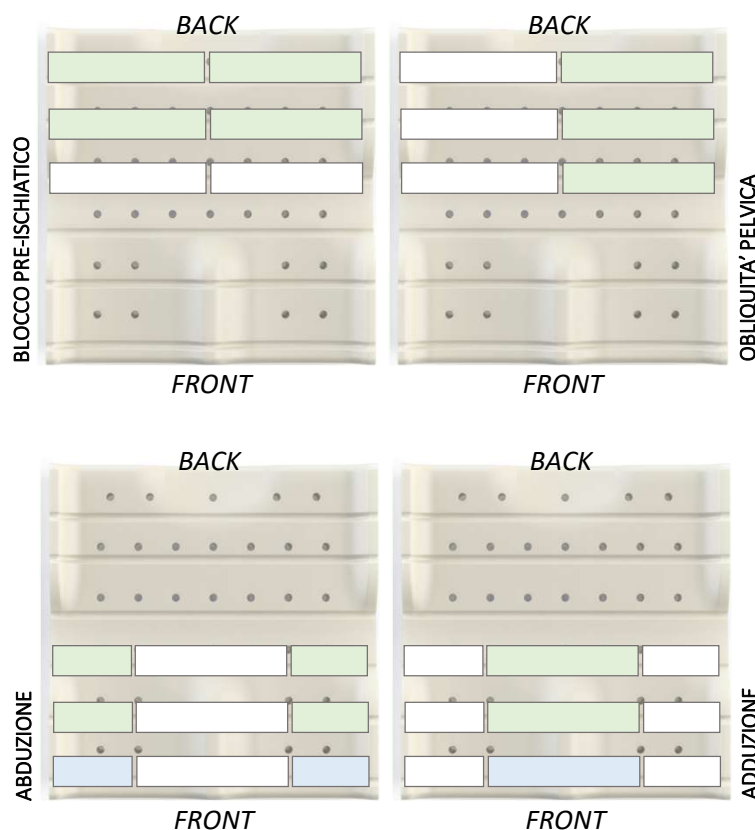 BACK
BACK
BLOCCO PRE-ISCHIATICO
OBLIQUITA’ PELVICA
FRONT
FRONT
BACK
BACK
ABDUZIONE
ADDUZIONE
FRONT
FRONT